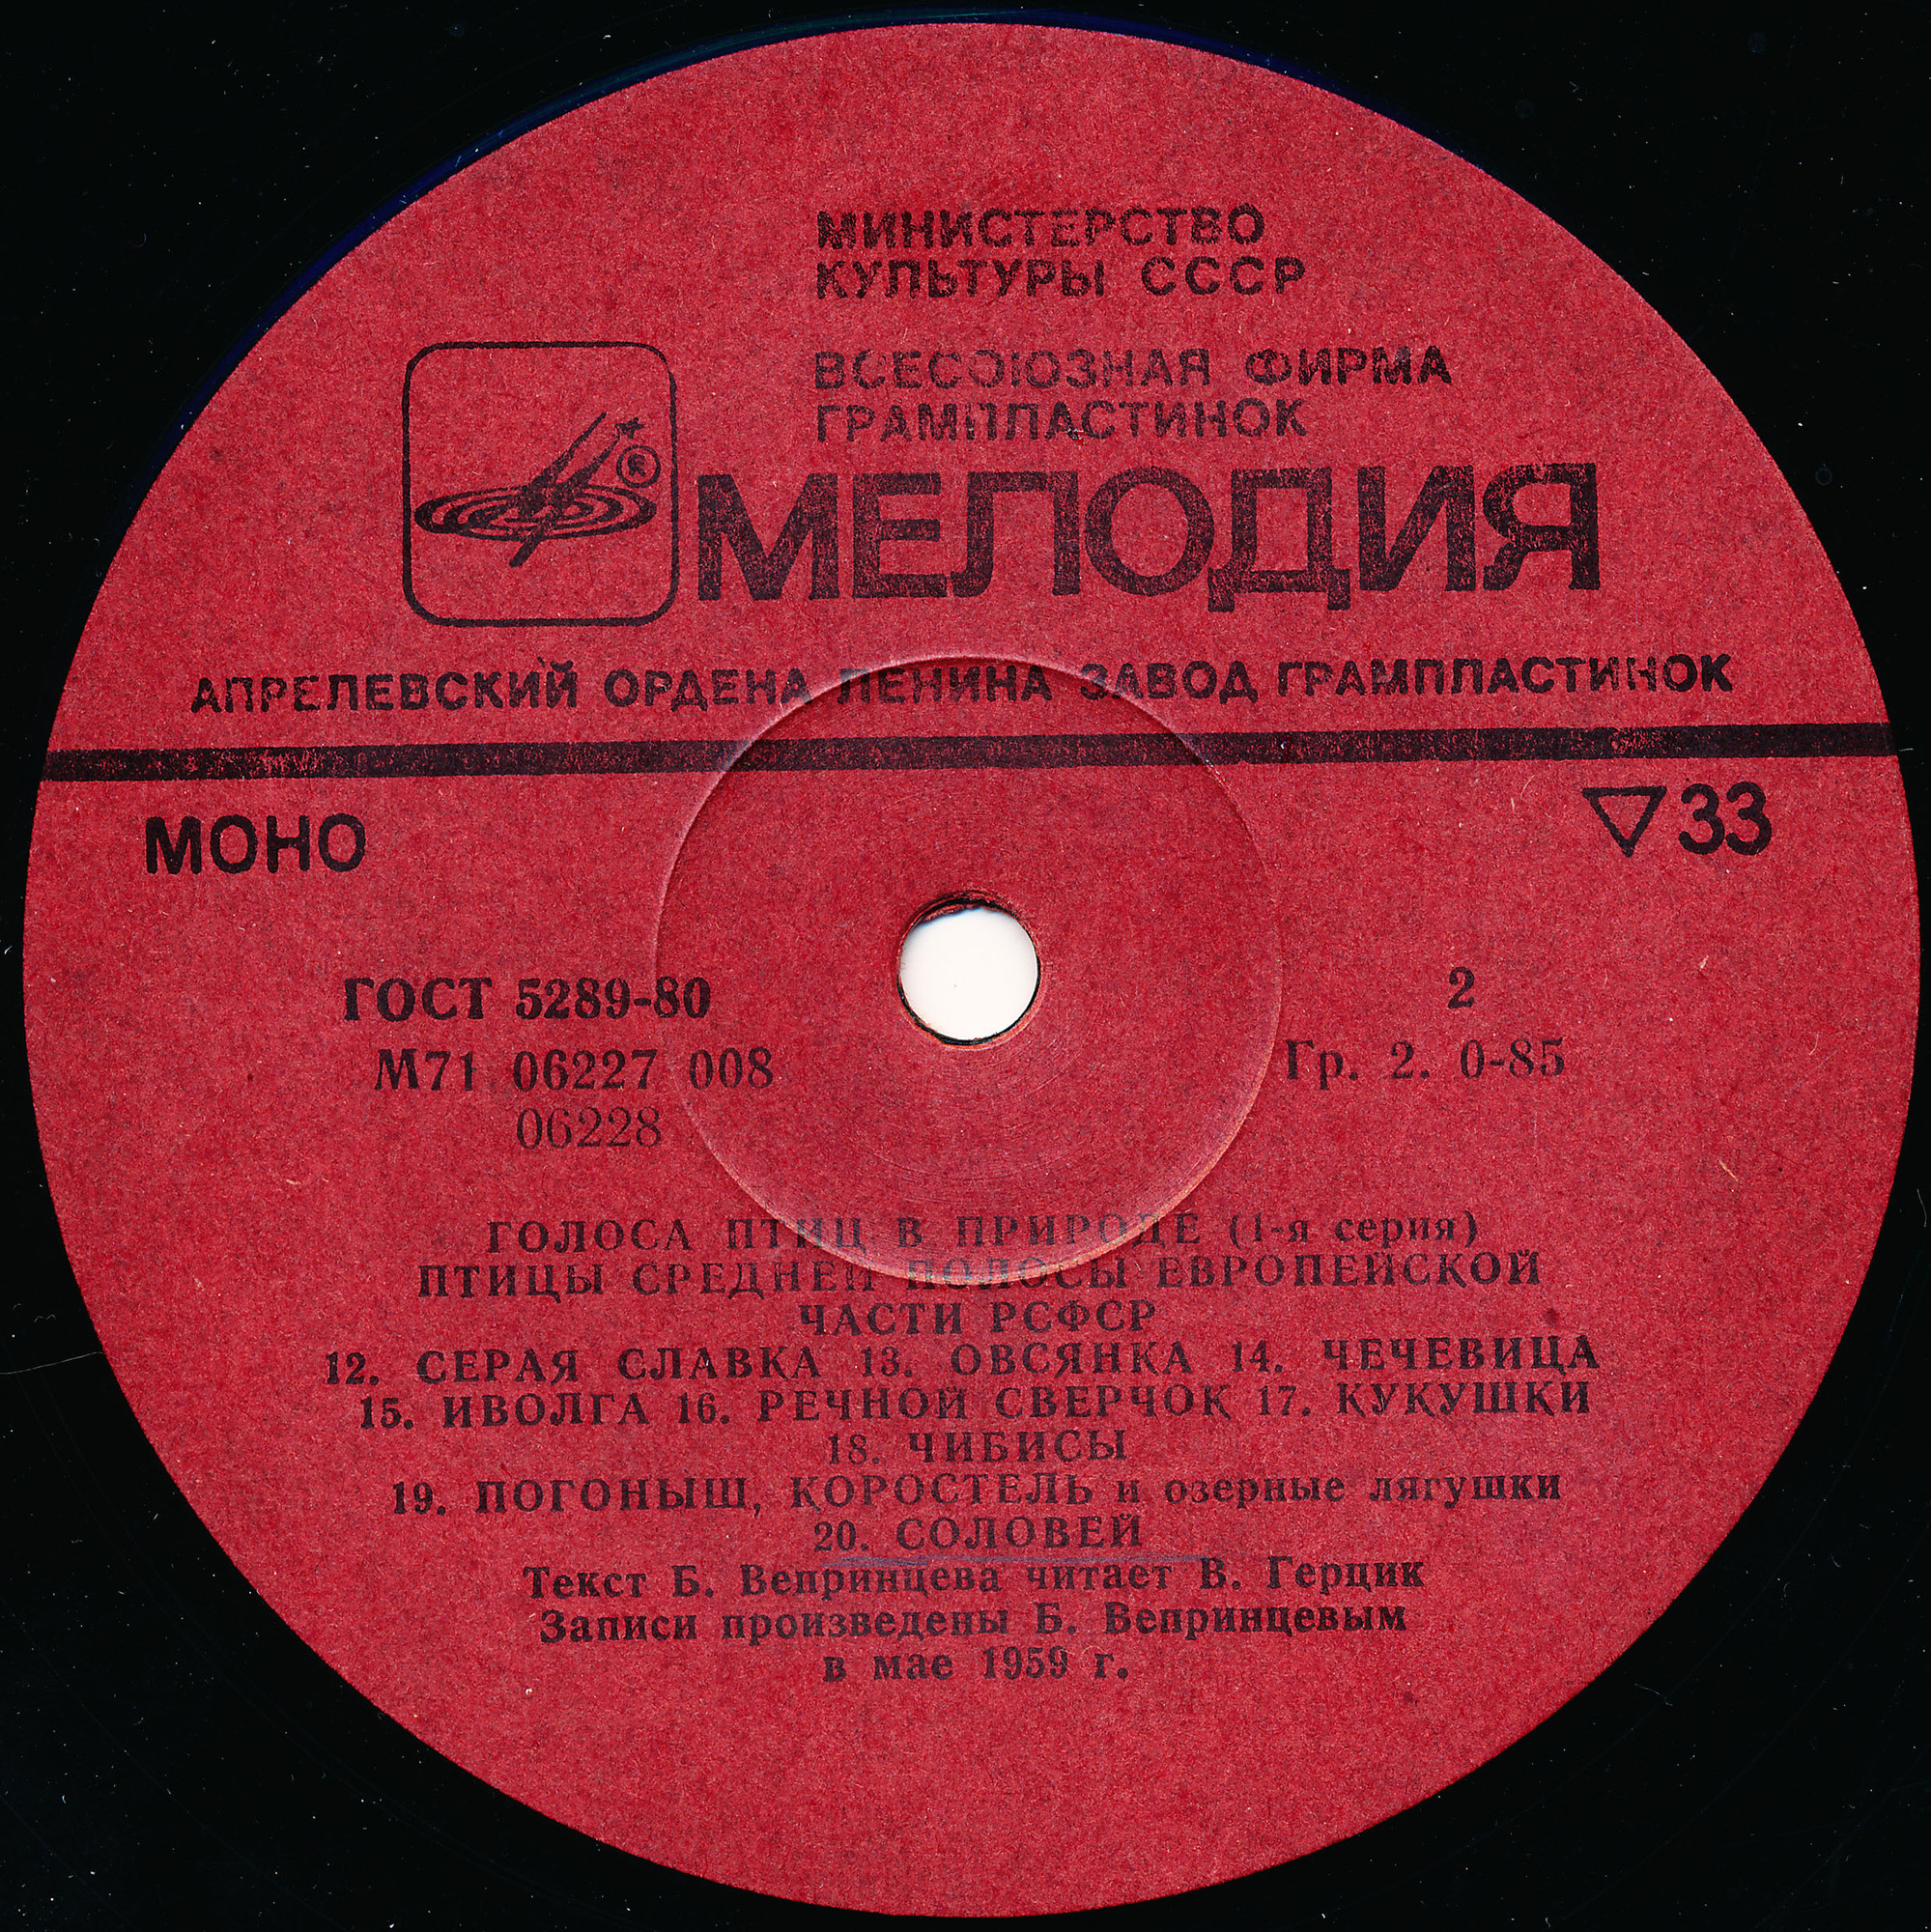 МИНИСТЕРСТВО
КУЛЬТУРЫ СССР
ВСЕСОЮЗНАЯ ФИРМА
ГРАМПЛАСТИНОК
МЕЛОДИЯ
АПРЕЛЕВСКИЙ ОРДЕНА ЛЕНИНА ЗАВОД ГРАМПЛАСТИНОК
МОНО
33
ГОСТ 5289-80
2
М71 06227 008
Гр. 2. 0-85
06228
ГОЛОСА ПТИЦ В ПРИРОДЕ (1-я серия)
ПТИЦЫ СРЕДНЕЙ ПОЛОСЫ ЕВРОПЕЙСКОЙ
ЧАСТИ РСФСР
12. СЕРАЯ СЛАВКА 13. ОВСЯНКА 14. ЧЕЧЕВИЦА
15. ИВОЛГА 16. РЕЧНОЙ СВЕРЧОК 17. КУКУШКИ
18. ЧИБИСЫ
19. ПОГОНЫШ, КОРОСТЕЛЬ и озерные лягушки
20. СОЛОВЕЙ
Текст Б. Вепринцева читает В. Герцик
Записи произведены Б. Вепринцевым
в мае 1959 г.